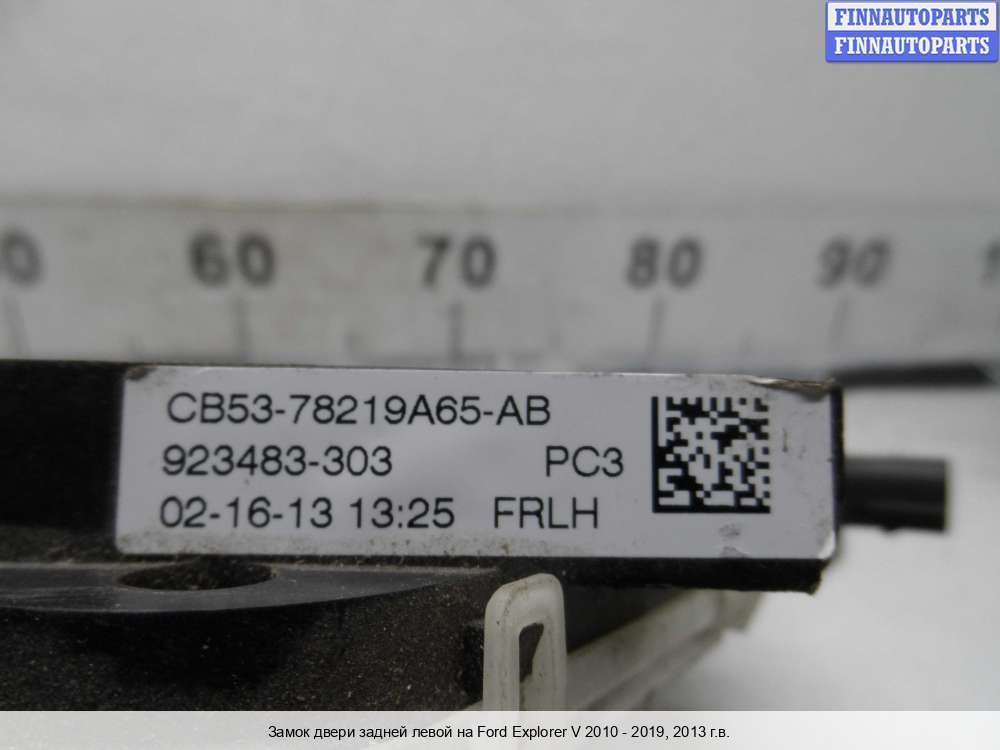 FINNAUTOPARTS
FINNAUTOPARTS
60 70 80 90
CB53-78219A65-AB
923483-303 PC3
02-16-13 13:25 FRLH
Замок двери задней левой на Ford Explorer V 2010 - 2019, 2013 г.в.